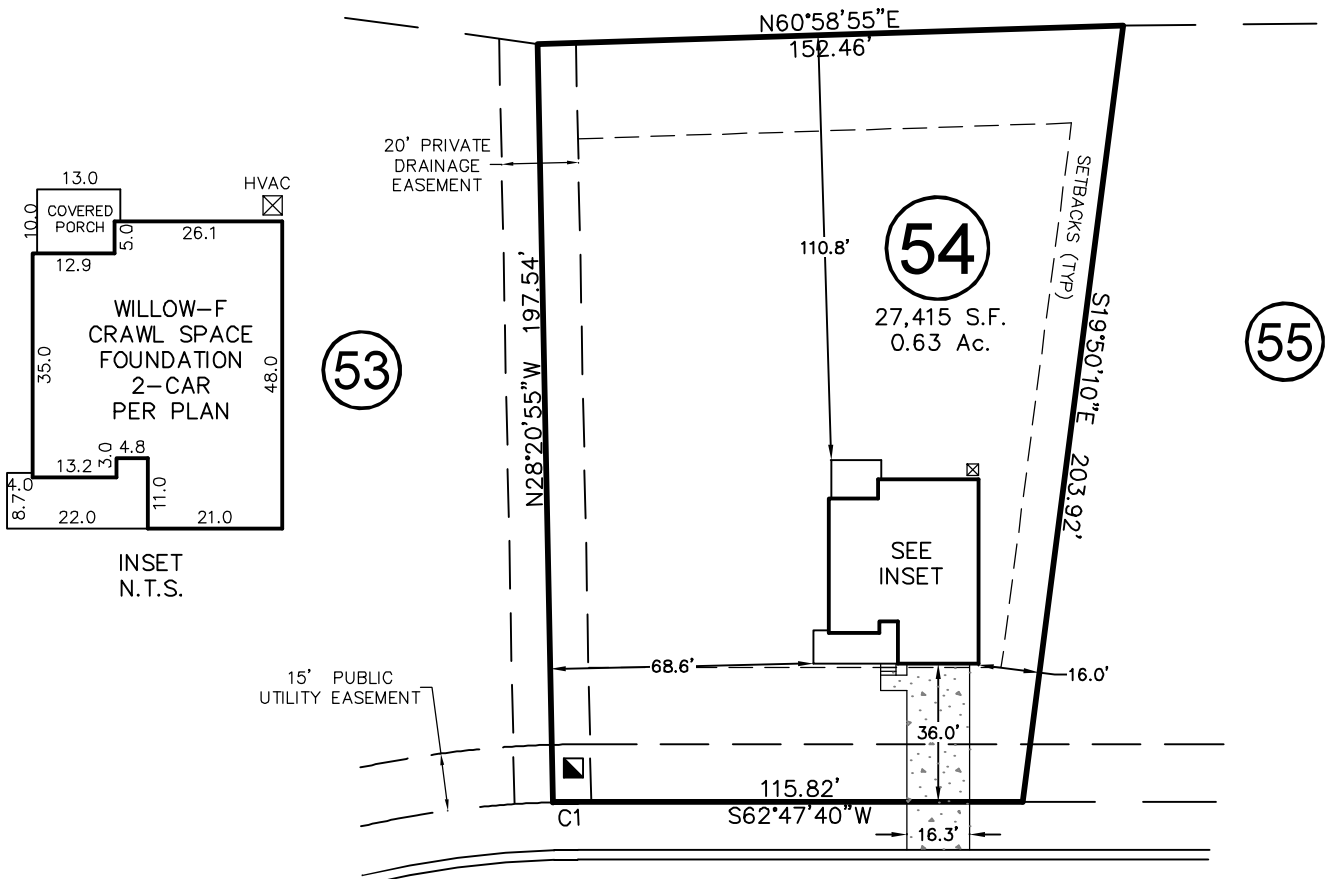 N60°58'55"E
152.46'
20' PRIVATE
DRAINAGE
EASEMENT
13.0
HVAC
10.0
COVERED
PORCH
5.0
26.1
12.9
WILLOW-F
CRAWL SPACE
FOUNDATION
2-CAR
PER PLAN
35.0
48.0
4.8
3.0
13.2
4.0
8.7
11.0
22.0
21.0
INSET
N.T.S.
53
N28°20'55"W 197.54'
110.8'
54
27,415 S.F.
0.63 Ac.
SETBACKS (TYP)
S19°50'10"E 203.92'
55
SEE
INSET
68.6'
16.0'
15' PUBLIC
UTILITY EASEMENT
36.0'
115.82'
S62°47'40"W
C1
16.3'